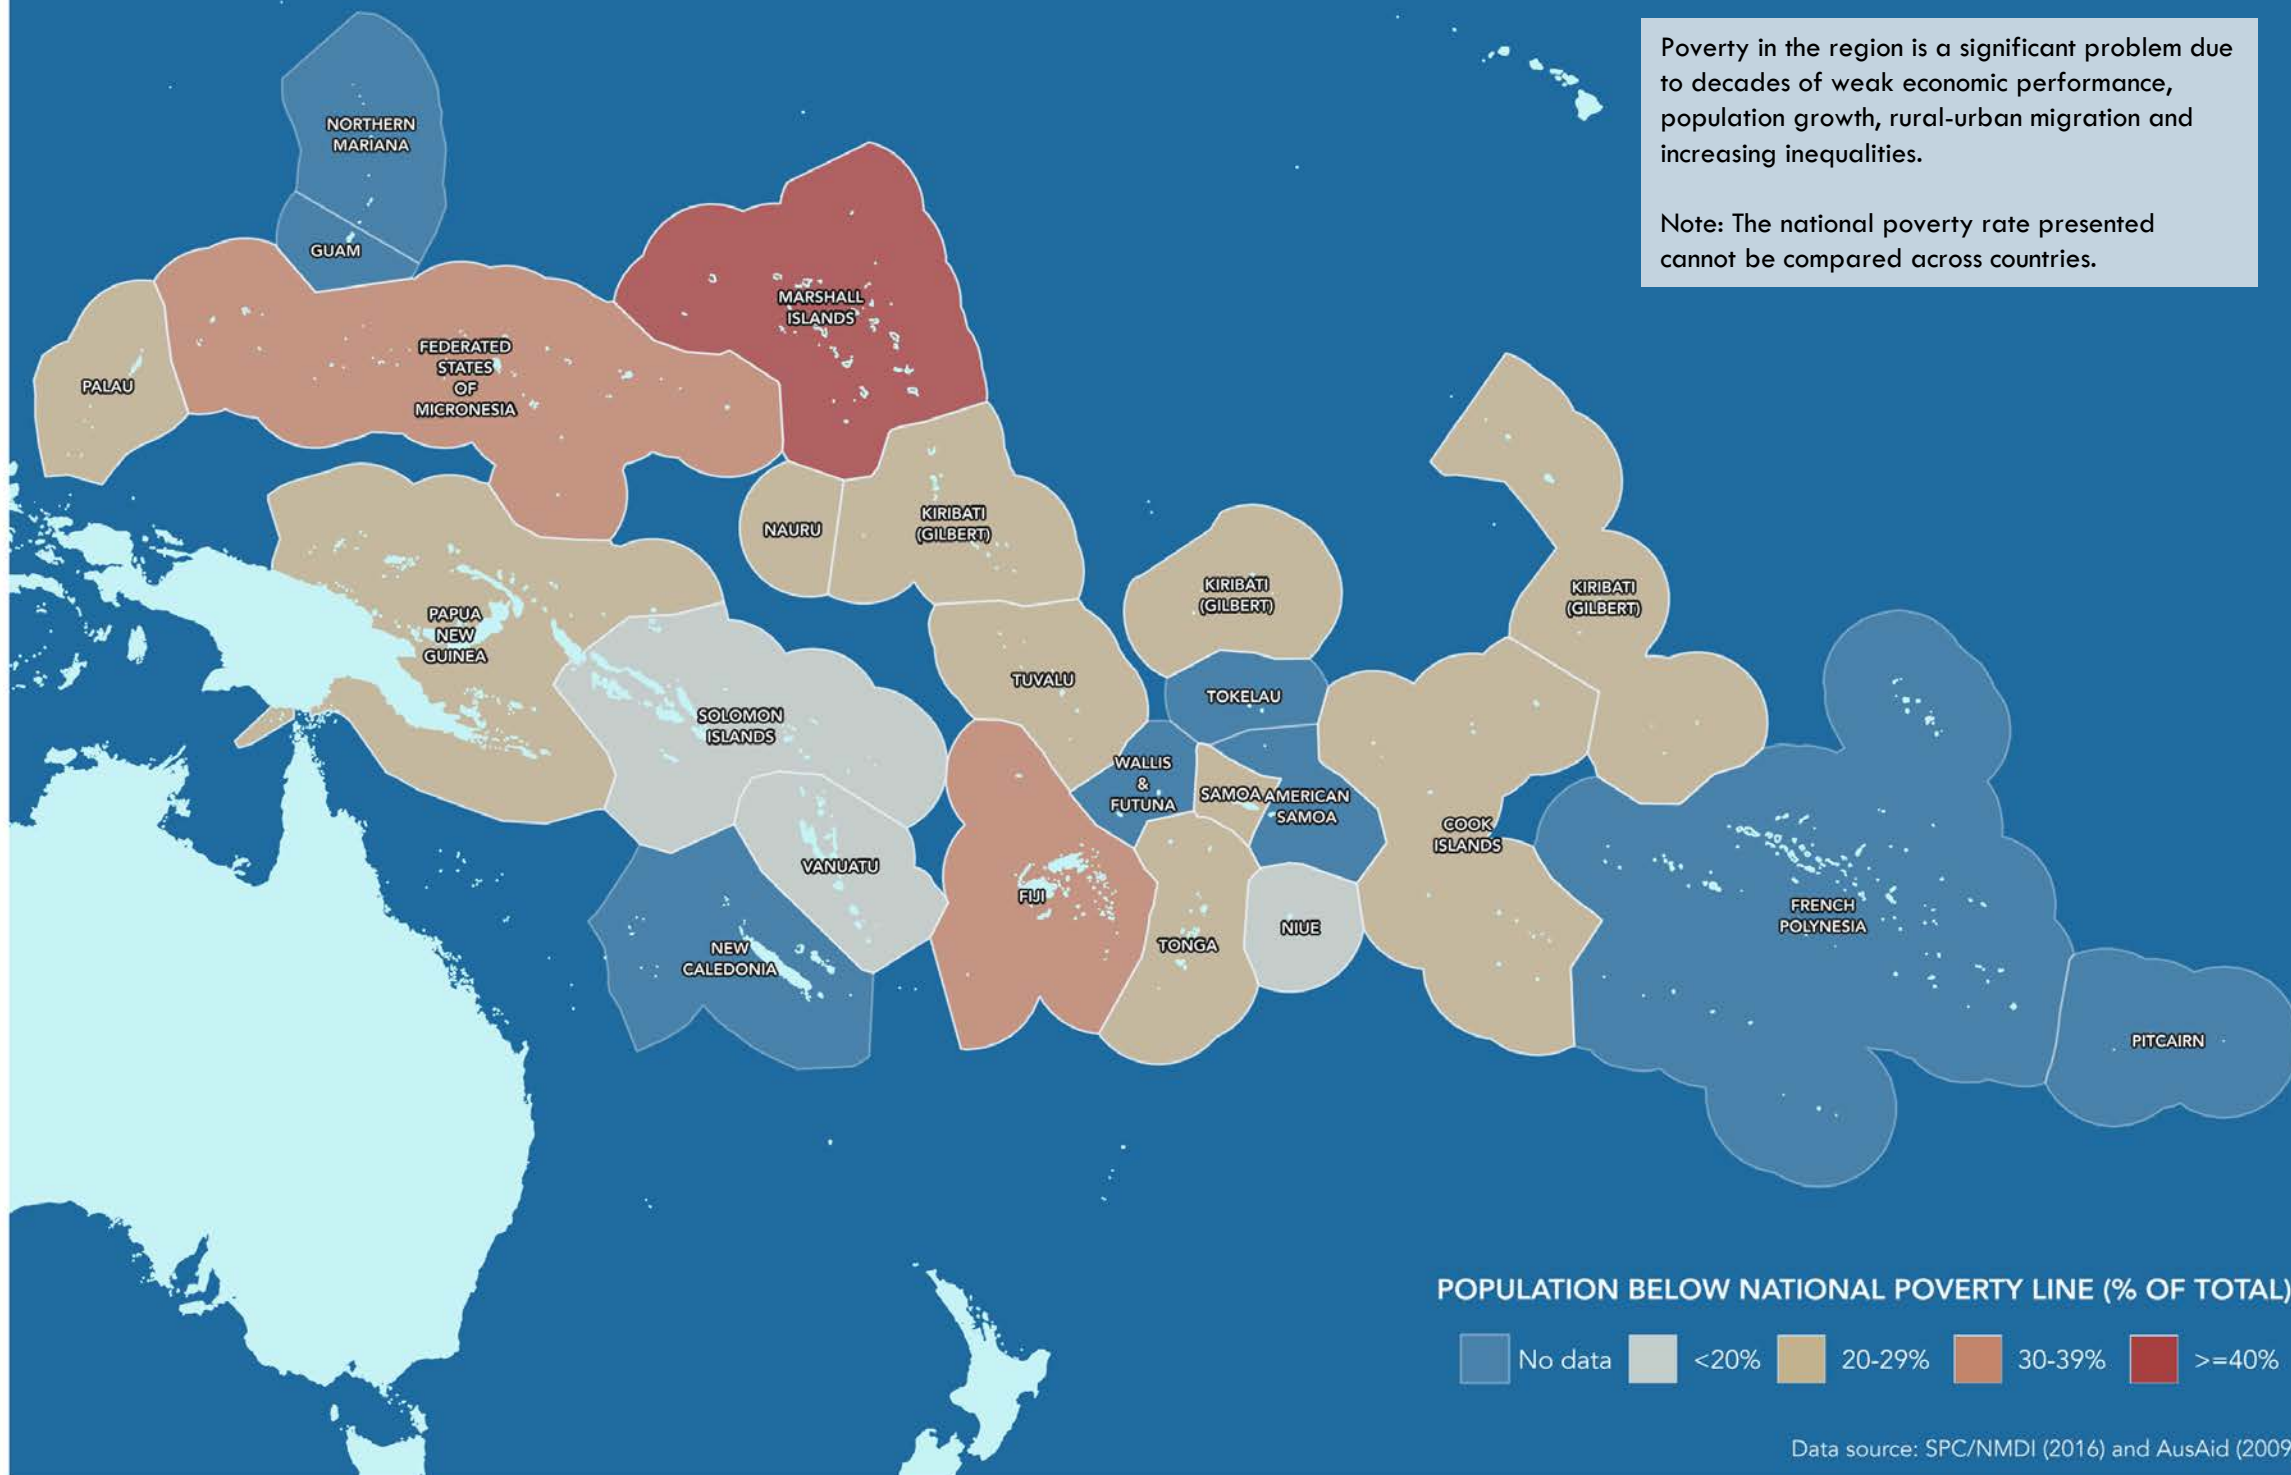 Poverty in the region is a significant problem due
to decades of weak economic performance,
population growth, rural-urban migration and
increasing inequalities.
Note: The national poverty rate presented
cannot be compared across countries.
NORTHERN
MARIANA
GUAM
MARSHALL
ISLANDS
FEDERATED
STATES
OF
MICRONESIA
PALAU
NAURU
KIRIBATI
(GILBERT)
KIRIBATI
(GILBERT)
KIRIBATI
(GILBERT)
PAPUA
NEW
GUINEA
TUVALU
TOKELAU
SOLOMON
ISLANDS
WALLIS
&
FUTUNA
SAMOA
AMERICAN
SAMOA
COOK
ISLANDS
VANUATU
FIJI
NIUE
TONGA
NEW
CALEDONIA
FRENCH
POLYNESIA
PITCAIRN
POPULATION BELOW NATIONAL POVERTY LINE (% OF TOTAL)
No data
<20%
20-29%
30-39%
>=40%
Data source: SPC/NMDI (2016) and AusAid (2009